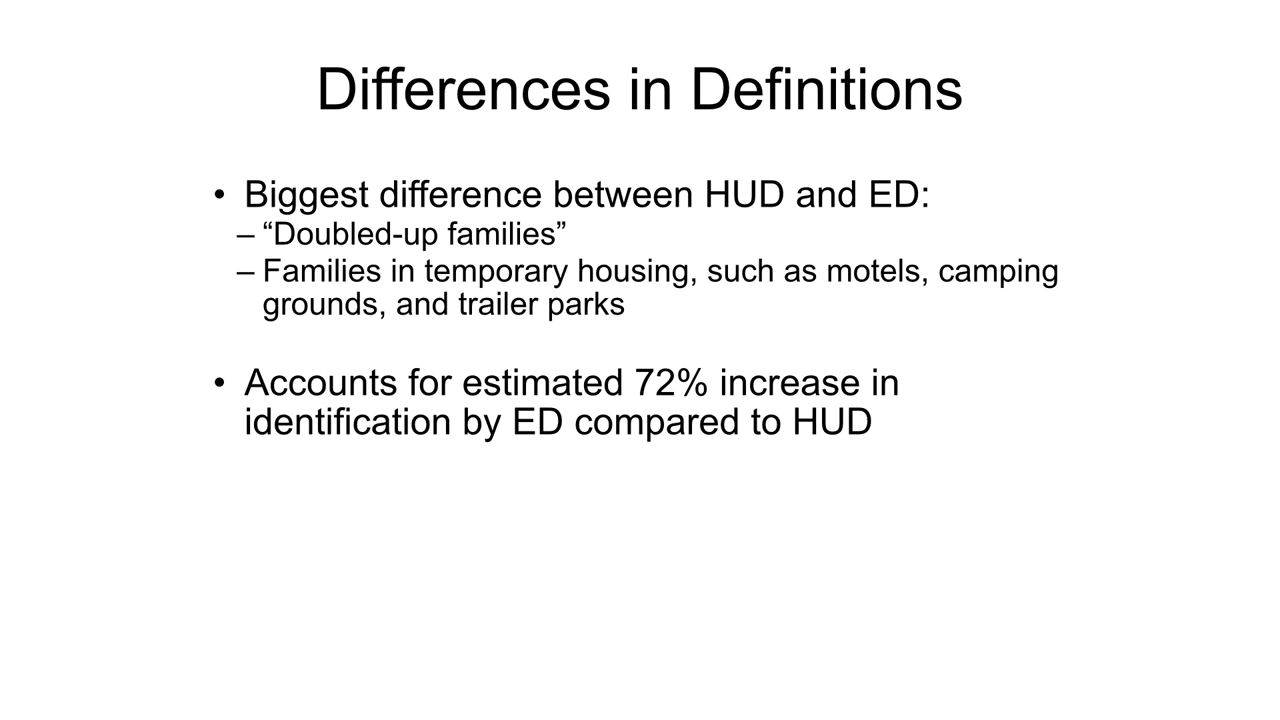 Differences in Definitions
• Biggest difference between HUD and ED:
– “Doubled-up families”
– Families in temporary housing, such as motels, camping
grounds, and trailer parks
• Accounts for estimated 72% increase in
identification by ED compared to HUD